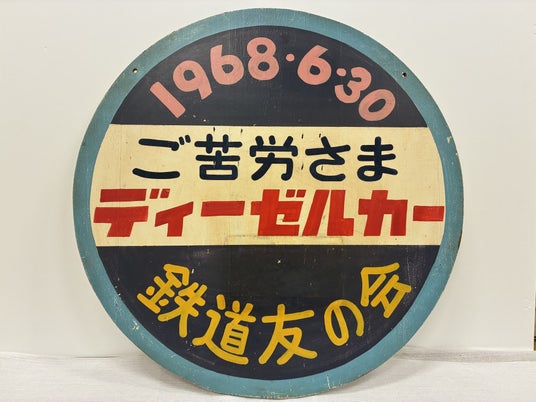 1968・6・30
ご苦労さま
ディーゼルカー
鉄道友の会